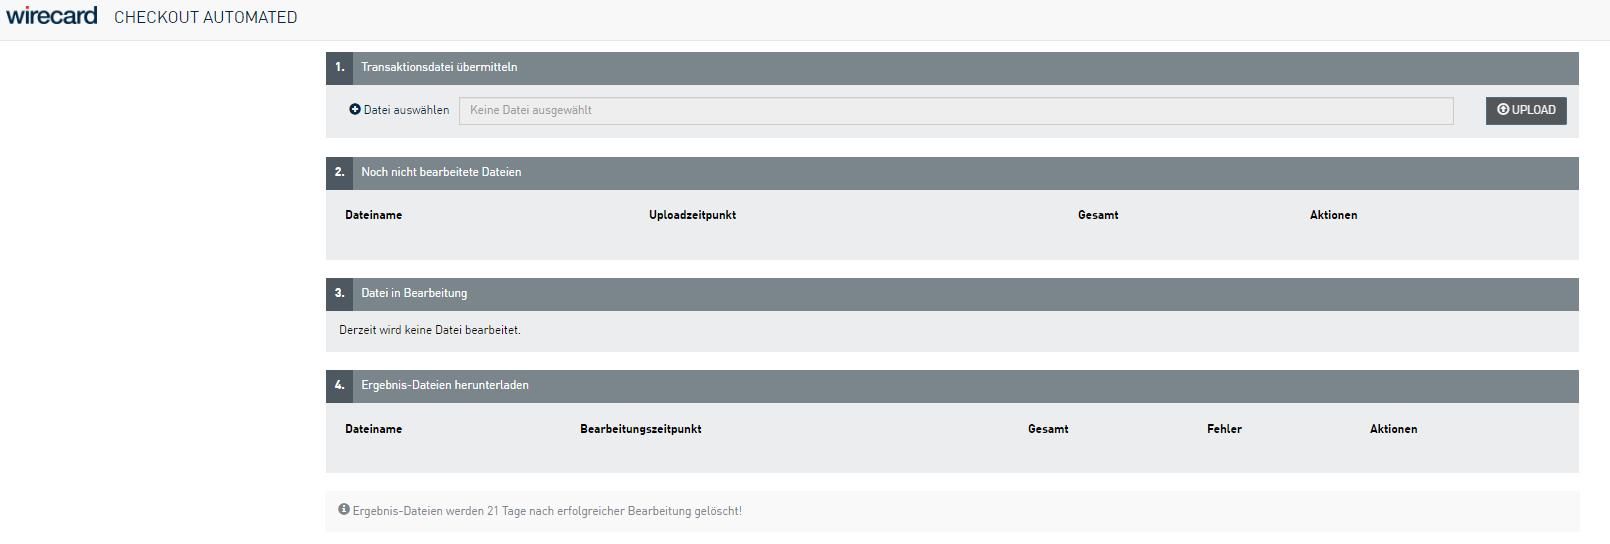 wirecard CHECKOUT AUTOMATED
1. Transaktionsdatei übermitteln
Datei auswählen Keine Datei ausgewählt UPLOAD
2. Noch nicht bearbeitete Dateien
Dateiname Uploadzeitpunkt Gesamt Aktionen
3. Datei in Bearbeitung
Derzeit wird keine Datei bearbeitet.
4. Ergebnis-Dateien herunterladen
Dateiname Bearbeitungszeitpunkt Gesamt Fehler Aktionen
Ergebnis-Dateien werden 21 Tage nach erfolgreicher Bearbeitung gelöscht!